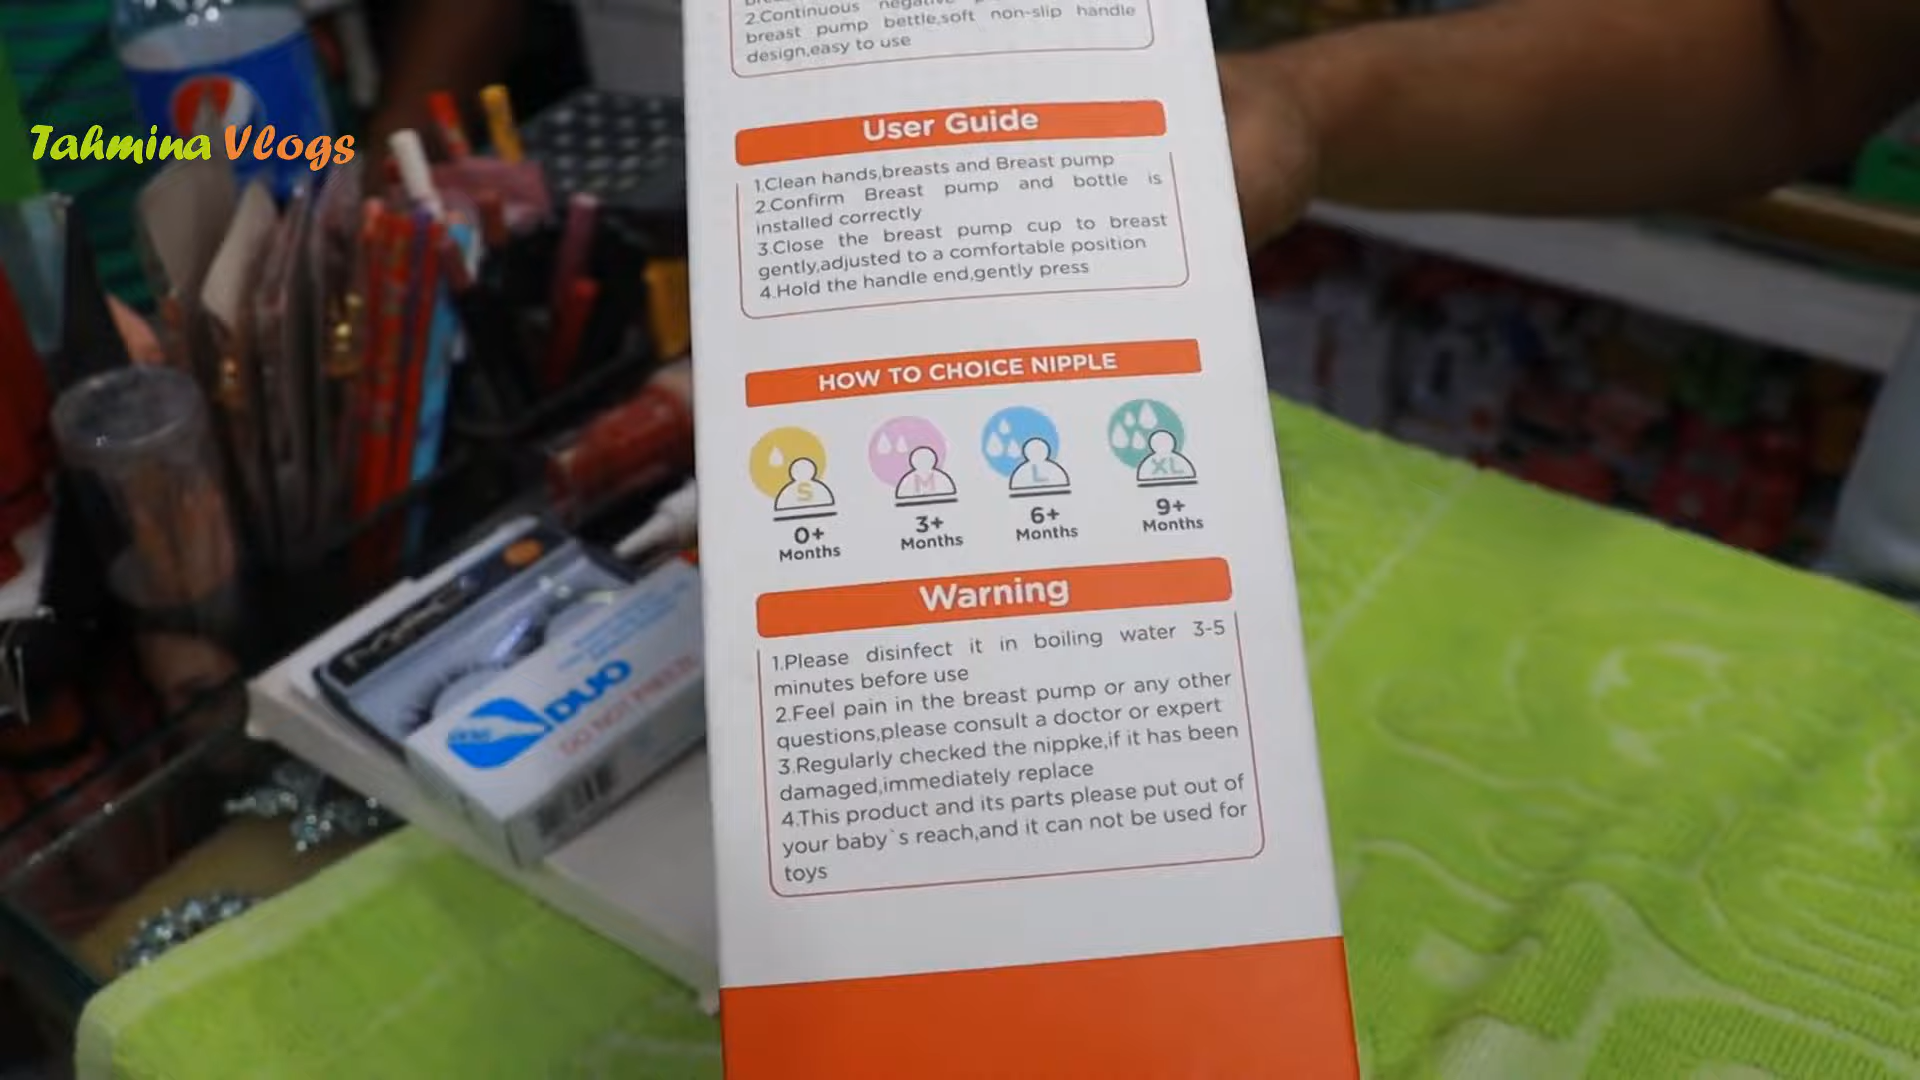 Tahmina Vlogs
2.Continuous
breast pump bettle,soft non-slip handle
design,easy to use
User Guide
1.Clean hands,breasts and Breast pump
2.Confirm Breast pump and bottle is
installed correctly
3.Close the breast pump cup to breast
gently,adjusted to a comfortable position
4.Hold the handle end,gently press
HOW TO CHOICE NIPPLE
S M L XL
0+ 3+ 6+ 9+
Months Months Months Months
Warning
1.Please disinfect it in boiling water 3-5
minutes before use
2.Feel pain in the breast pump or any other
questions,please consult a doctor or expert
3.Regularly checked the nippke,if it has been
damaged,immediately replace
4.This product and its parts please put out of
your baby`s reach,and it can not be used for
toys
DUO
DO NOT FREEZE